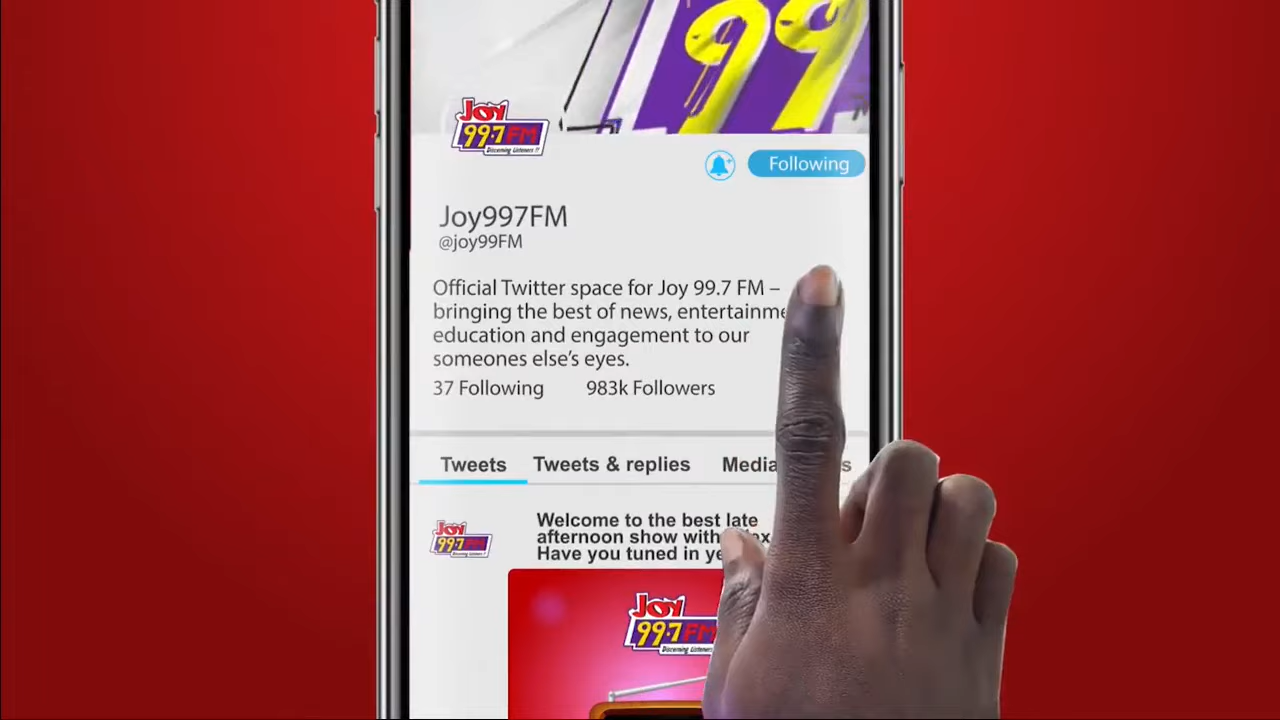 99
Joy
99.7 FM
Discerning Listeners !!
Following
Joy997FM
@joy99FM
Official Twitter space for Joy 99.7 FM –
bringing the best of news, entertainme
education and engagement to our
someones else’s eyes.
37 Following 983k Followers
Tweets Tweets & replies Media
Joy
99.7 FM
Discerning Listeners !!
Welcome to the best late
afternoon show with
Have you tuned in ye
Joy
99.7 FM
Discerning Listeners